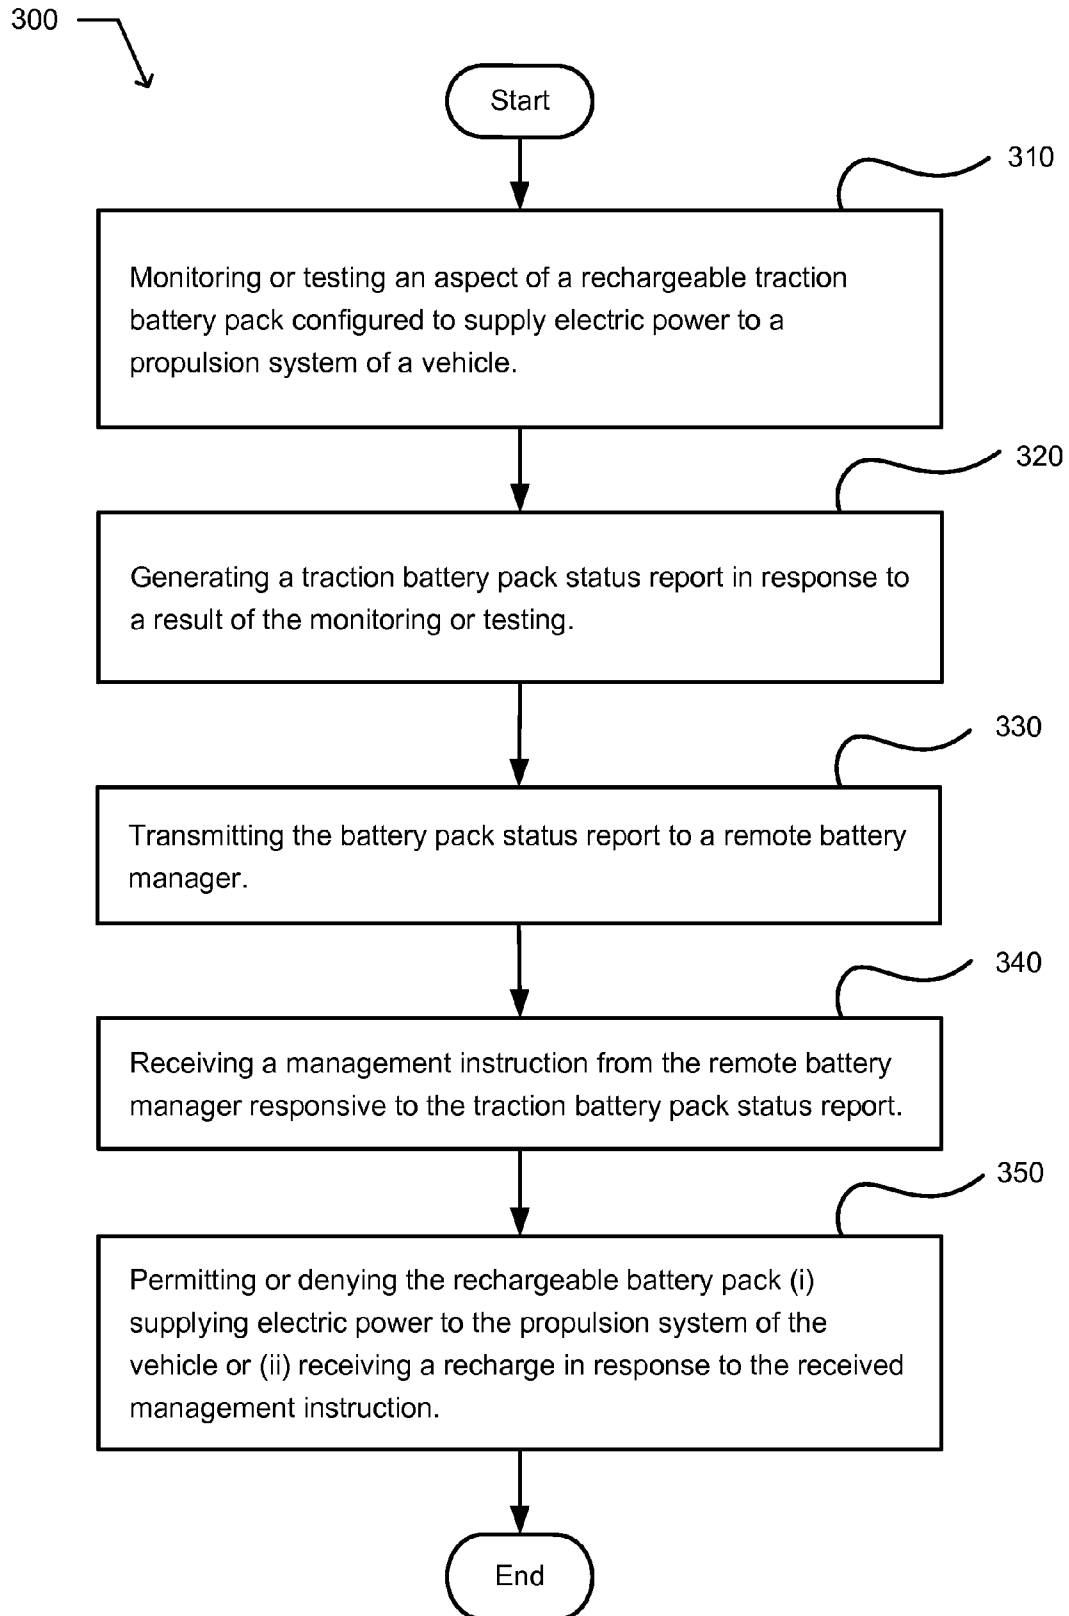 300
Start
310
Monitoring or testing an aspect of a rechargeable traction
battery pack configured to supply electric power to a
propulsion system of a vehicle.
320
Generating a traction battery pack status report in response to
a result of the monitoring or testing.
330
Transmitting the battery pack status report to a remote battery
manager.
340
Receiving a management instruction from the remote battery
manager responsive to the traction battery pack status report.
350
Permitting or denying the rechargeable battery pack (i)
supplying electric power to the propulsion system of the
vehicle or (ii) receiving a recharge in response to the received
management instruction.
End